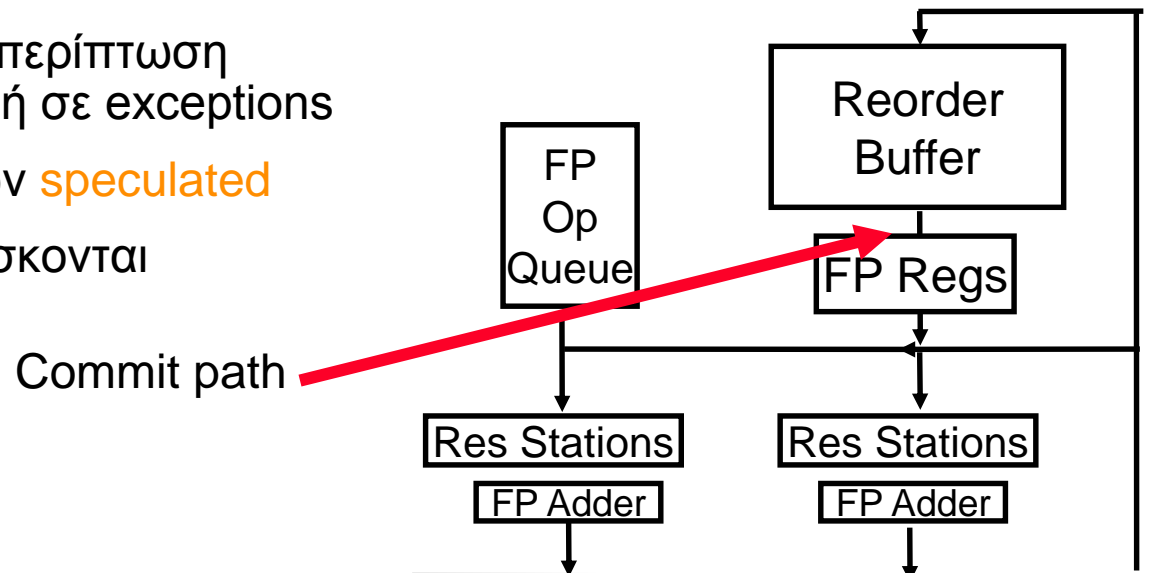 περίπτωση
ή σε exceptions
speculated
σκονται
Commit path
FP
Op
Queue
Reorder
Buffer
FP Regs
Res Stations
Res Stations
FP Adder
FP Adder